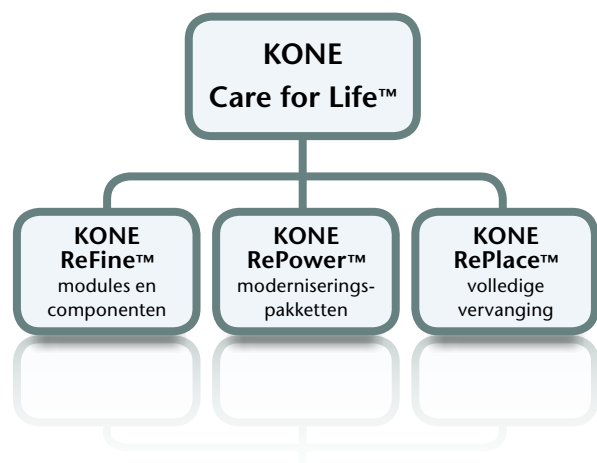 KONE
Care for Life™
KONE
ReFine™
modules en
componenten
KONE
RePower™
moderniserings-
pakketten
KONE
RePlace™
volledige
vervanging